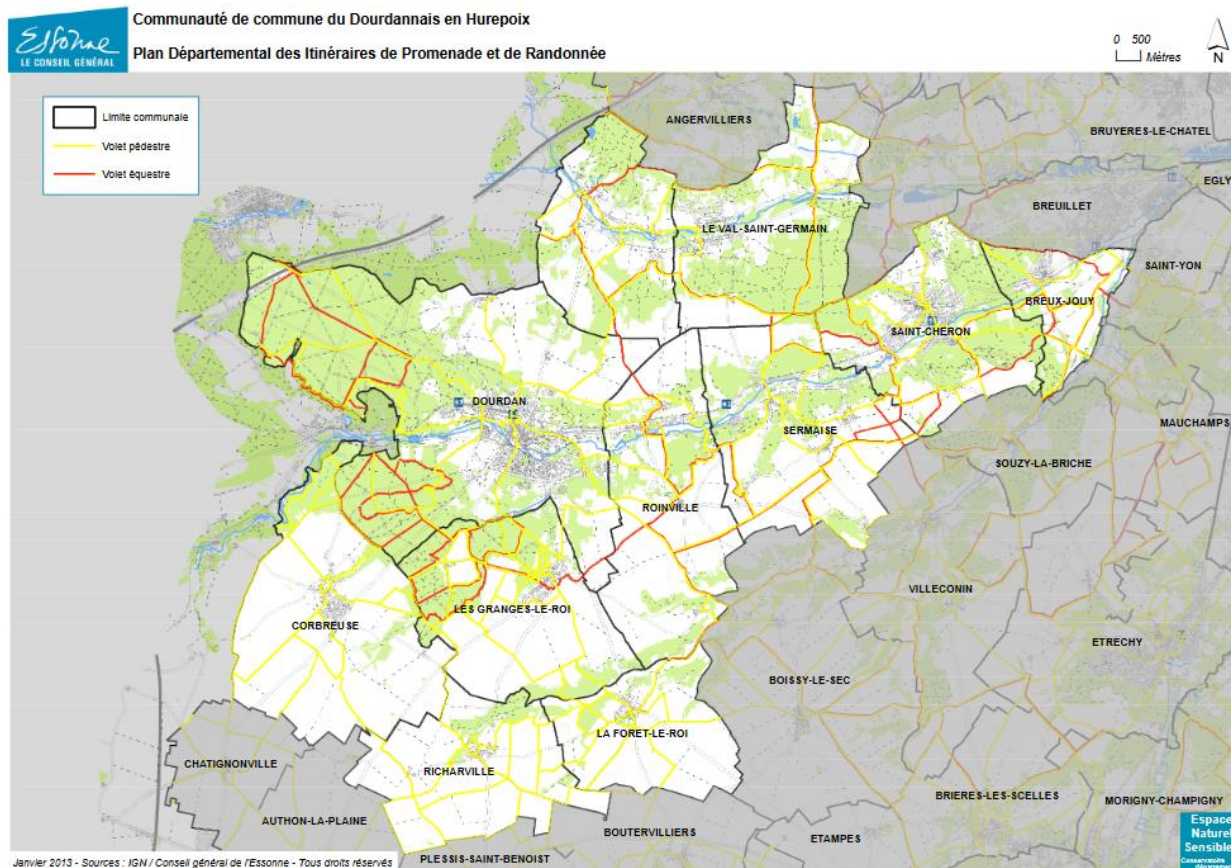 Essonne
LE CONSEIL GÉNÉRAL
Communauté de commune du Dourdannais en Hurepoix
Plan Départemental des Itinéraires de Promenade et de Randonnée
0 500
Mètres
N
Limite communale
Volet pédestre
Volet équestre
ANGERVILLIERS
BRUYERES-LE-CHATEL
EGLY
BREUILLET
LE VAL-SAINT-GERMAIN
SAINT-YON
BREUX-JOUY
SAINT-CHERON
DOURDAN
SERMAISE
MAUCHAMPS
SOUZY-LA-BRICHE
ROINVILLE
VILLECONIN
LES GRANGES-LE-ROI
CORBREUSE
ETRECHY
BOISSY-LE-SEC
LA FORET-LE-ROI
CHATIGNONVILLE
RICHARVILLE
BRIERES-LES-SCELLES
MORIGNY-CHAMPIGNY
AUTHON-LA-PLAINE
BOUTERVILLIERS
ETAMPES
PLESSIS-SAINT-BENOIST
Espace
Naturel
Sensible
Janvier 2013 - Sources : IGN / Conseil général de l'Essonne - Tous droits réservés